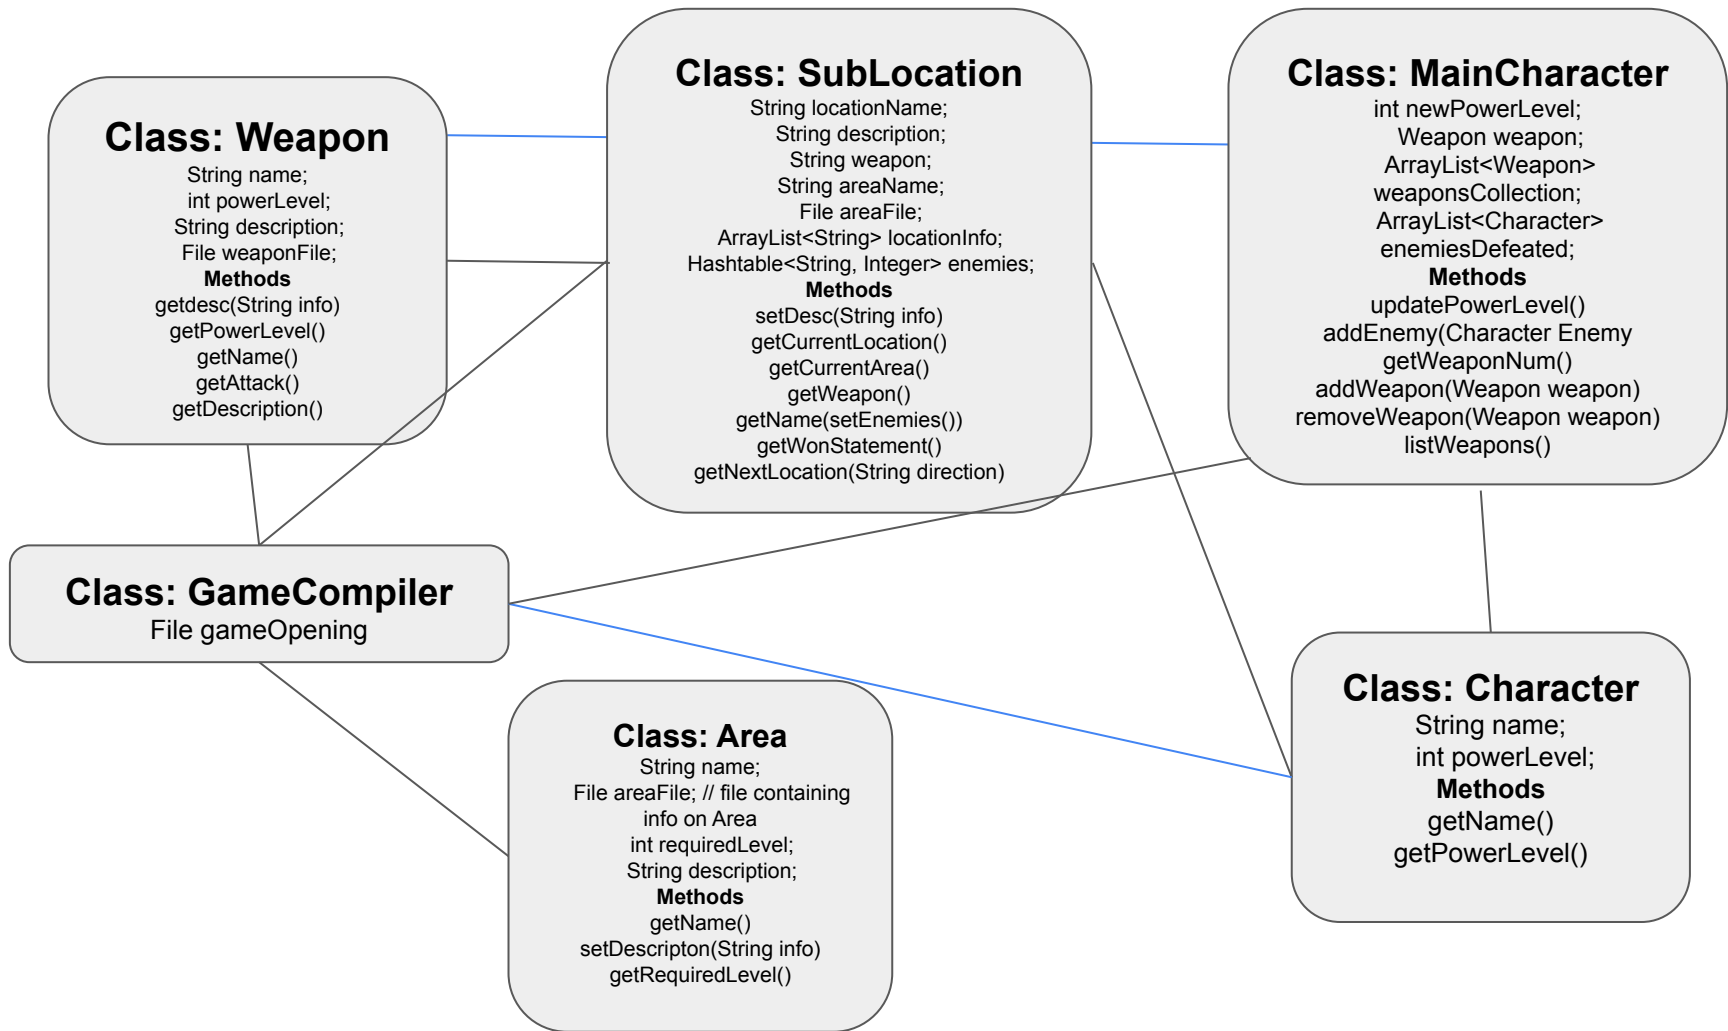 Class: Weapon
String name;
int powerLevel;
String description;
File weaponFile;
Methods
getdesc(String info)
getPowerLevel()
getName()
getAttack()
getDescription()
Class: SubLocation
String locationName;
String description;
String weapon;
String areaName;
File areaFile;
ArrayList<String> locationInfo;
Hashtable<String, Integer> enemies;
Methods
setDesc(String info)
getCurrentLocation()
getCurrentArea()
getWeapon()
getName(setEnemies())
getWonStatement()
getNextLocation(String direction)
Class: MainCharacter
int newPowerLevel;
Weapon weapon;
ArrayList<Weapon>
weaponsCollection;
ArrayList<Character>
enemiesDefeated;
Methods
updatePowerLevel()
addEnemy(Character Enemy
getWeaponNum()
addWeapon(Weapon weapon)
removeWeapon(Weapon weapon)
listWeapons()
Class: GameCompiler
File gameOpening
Class: Area
String name;
File areaFile; // file containing
info on Area
int requiredLevel;
String description;
Methods
getName()
setDescripton(String info)
getRequiredLevel()
Class: Character
String name;
int powerLevel;
Methods
getName()
getPowerLevel()